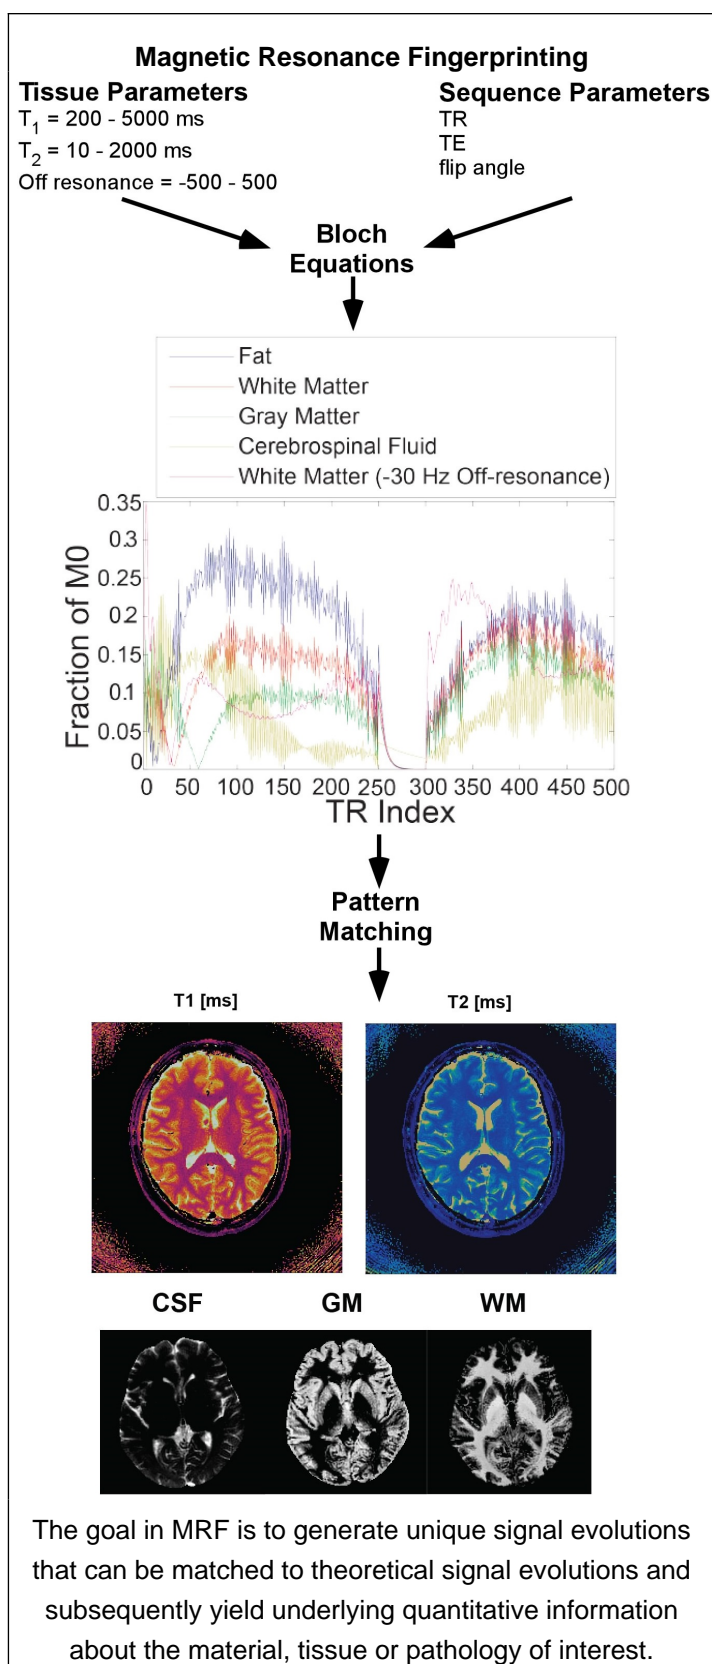 Magnetic Resonance Fingerprinting
Tissue Parameters
T1 = 200 - 5000 ms
T2 = 10 - 2000 ms
Off resonance = -500 - 500
Sequence Parameters
TR
TE
flip angle
Bloch
Equations
Fat
White Matter
Gray Matter
Cerebrospinal Fluid
White Matter (-30 Hz Off-resonance)
Fraction of M0
0.35
0.3
0.25
0.2
0.15
0.1
0.05
0
0 50 100 150 200 250 300 350 400 450 500
TR Index
Pattern
Matching
T1 [ms] T2 [ms]
CSF GM WM
The goal in MRF is to generate unique signal evolutions
that can be matched to theoretical signal evolutions and
subsequently yield underlying quantitative information
about the material, tissue or pathology of interest.